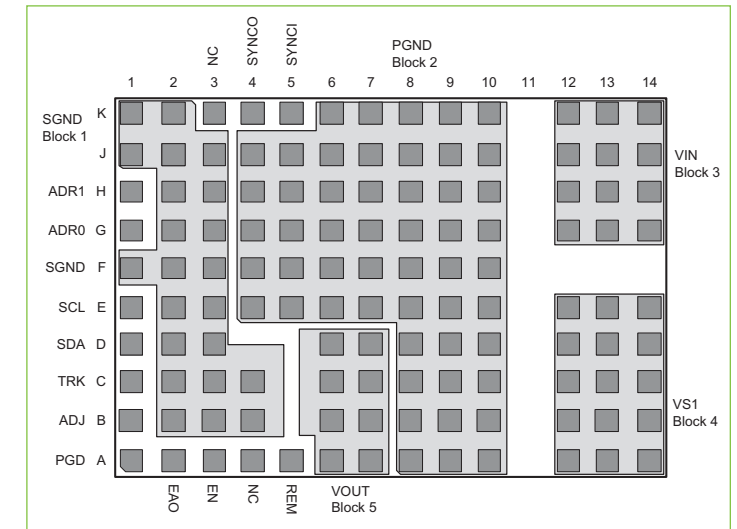 NC
SYNCO
SYNCI
PGND
Block 2
1 2 3 4 5 6 7 8 9 10 11 12 13 14
SGND
Block 1
K
J
VIN
Block 3
ADR1 H
ADR0 G
SGND F
SCL E
SDA D
TRK C
ADJ B
PGD A
VS1
Block 4
EAO
EN
NC
REM
VOUT
Block 5